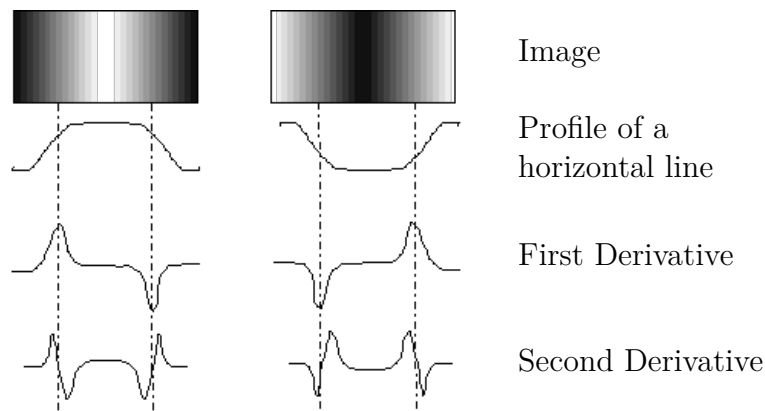 Image
Profile of a
horizontal line
First Derivative
Second Derivative